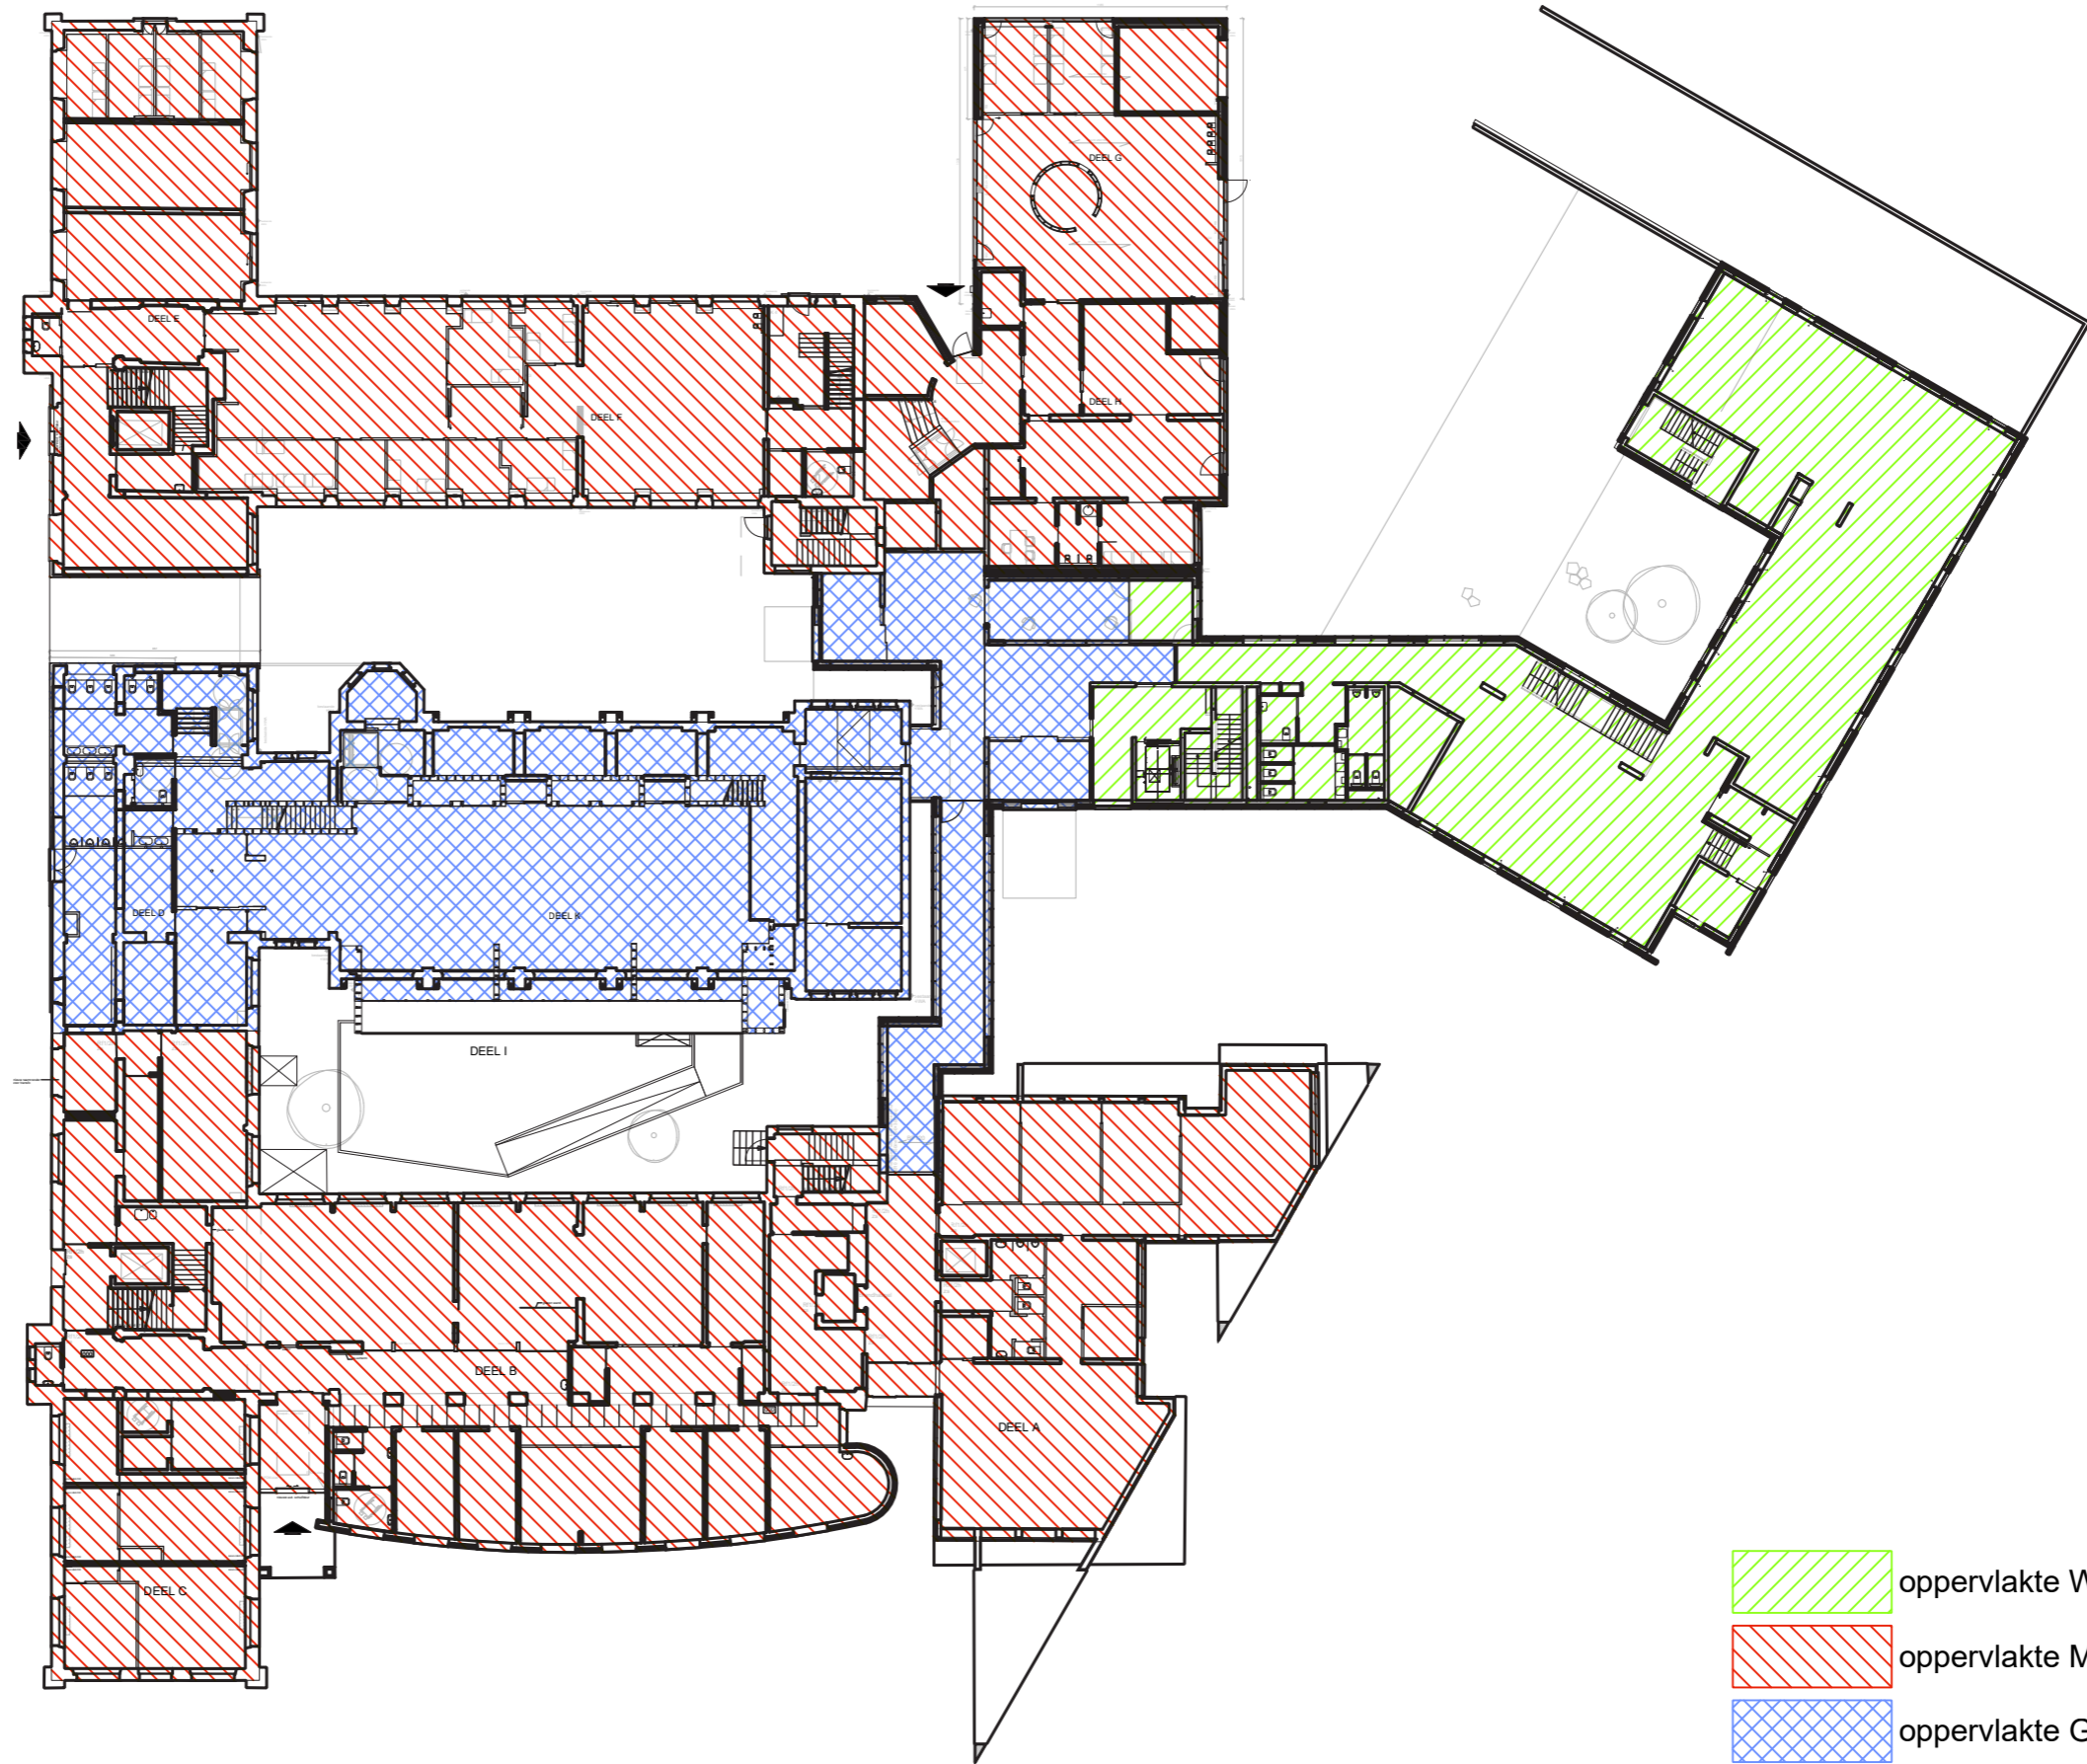 DEEL G
DEEL E
DEEL H
DEEL F
DEEL D
DEEL K
DEEL I
DEEL B
DEEL A
DEEL C
oppervlakte W
oppervlakte M
oppervlakte G